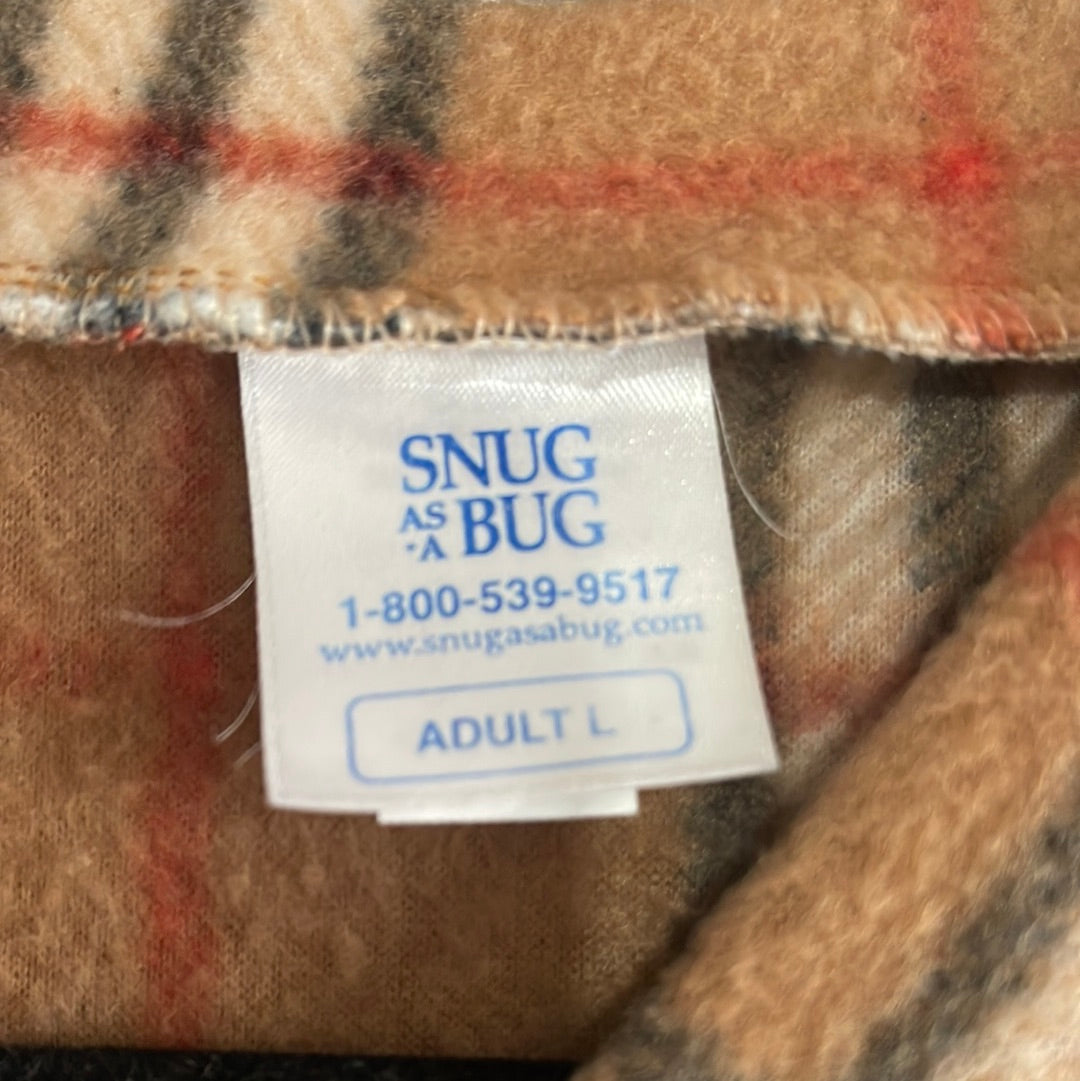 SNUG
AS
·A BUG
1-800-539-9517
www.snugasabug.com
ADULT L